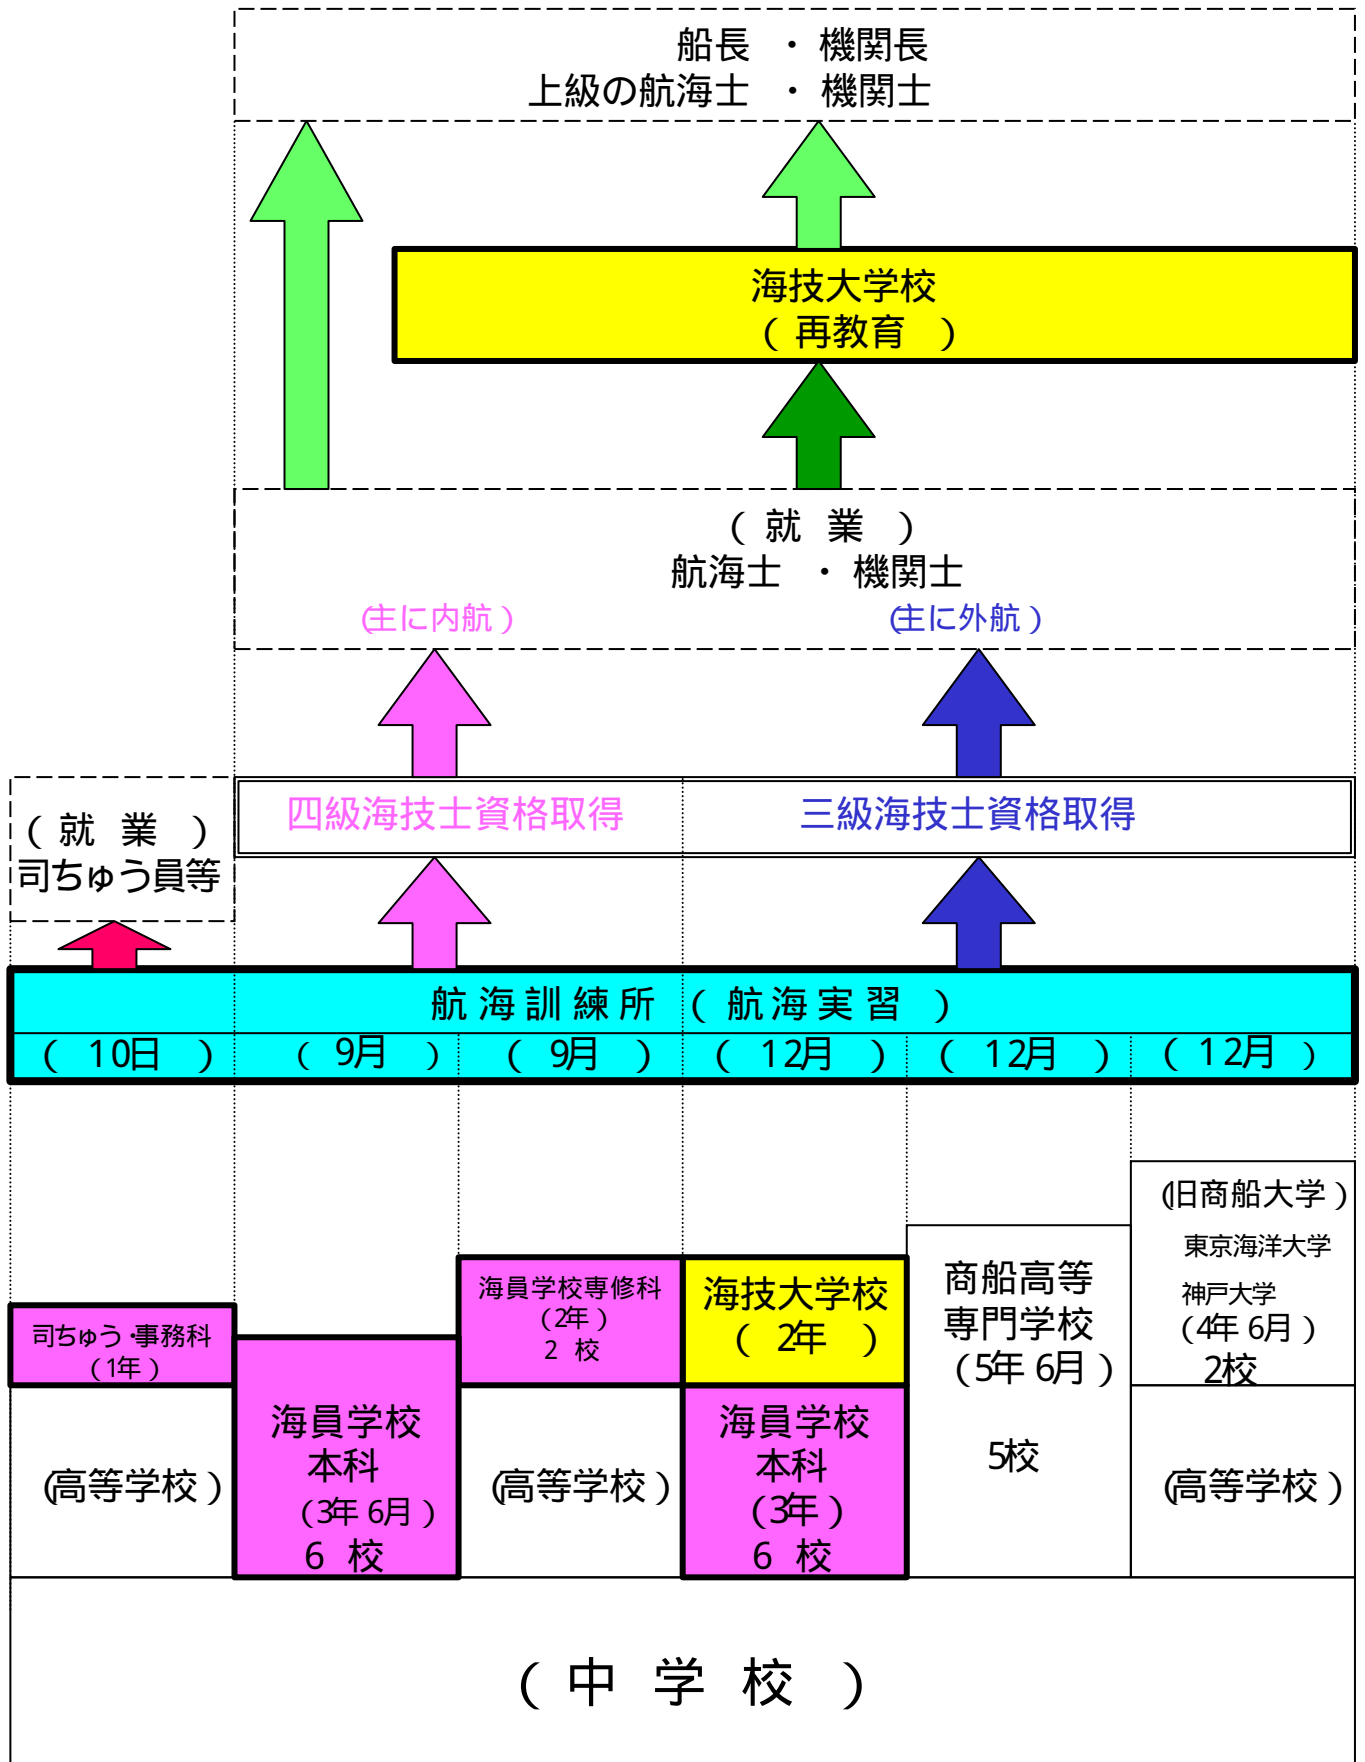 船長 ・ 機関長
上級の航海士 ・ 機関士
海技大学校
( 再教育 )
( 就 業 )
航海士 ・ 機関士
(主に内航)
(主に外航)
( 就 業 )
司ちゅう員等
四級海技士資格取得
三級海技士資格取得
航 海 訓 練 所 ( 航 海 実 習 )
( 10日 )
( 9月 )
( 9月 )
( 12月 )
( 12月 )
( 12月 )
司ちゅう・事務科
(1年)
(高等学校)
海員学校
本科
(3年6月)
6 校
海員学校専修科
(2年)
2 校
(高等学校)
海技大学校
( 2年 )
海員学校
本科
(3年)
6 校
商船高等
専門学校
(5年6月)
5校
(旧商船大学)
東京海洋大学
神戸大学
(4年6月)
2校
(高等学校)
( 中 学 校 )